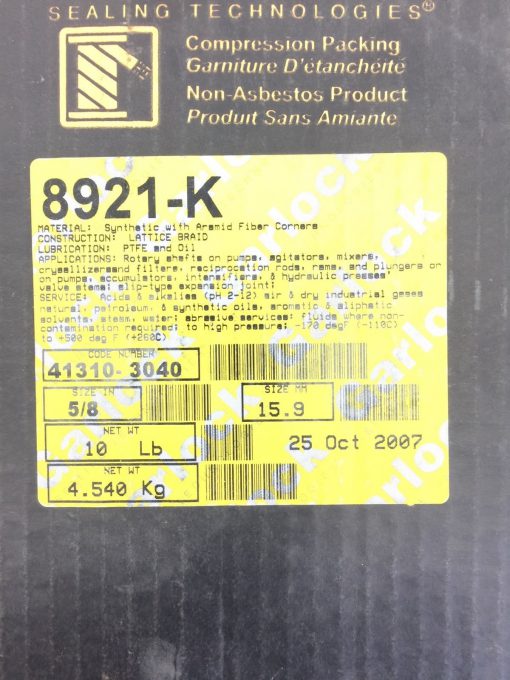 SEALING TECHNOLOGIES®
Compression Packing
Garniture D'étanchéité
Non-Asbestos Product
Produit Sans Amiante
8921-K
MATERIAL: Synthetic with Aramid Fiber Corners
CONSTRUCTION: LATTICE BRAID
LUBRICATION: PTFE and Oil
APPLICATIONS: Rotary shafts on pumps, agitators, mixers,
crysallizersand filters, reciprocation rods, rams, and plungers or
on pumps, accumulators, intensifiers, & hydraulic presses'
valve stems; slip-type expansion joint;
SERVICE: Acids & alkalies (pH 2-12) air & dry industrial gases
natural, petroleum, & synthetic oils, aromatic & aliphatic
solvents, steam, water; abrasive services; fluids where non-
contamination required; to high pressure; -170 degF (-110C)
to +500 deg F (+260C)
CODE NUMBER
41310-3040
SIZE IN
5/8
SIZE MM
15.9
NET WT
10 Lb
25 Oct 2007
NET WT
4.540 Kg
Garlock